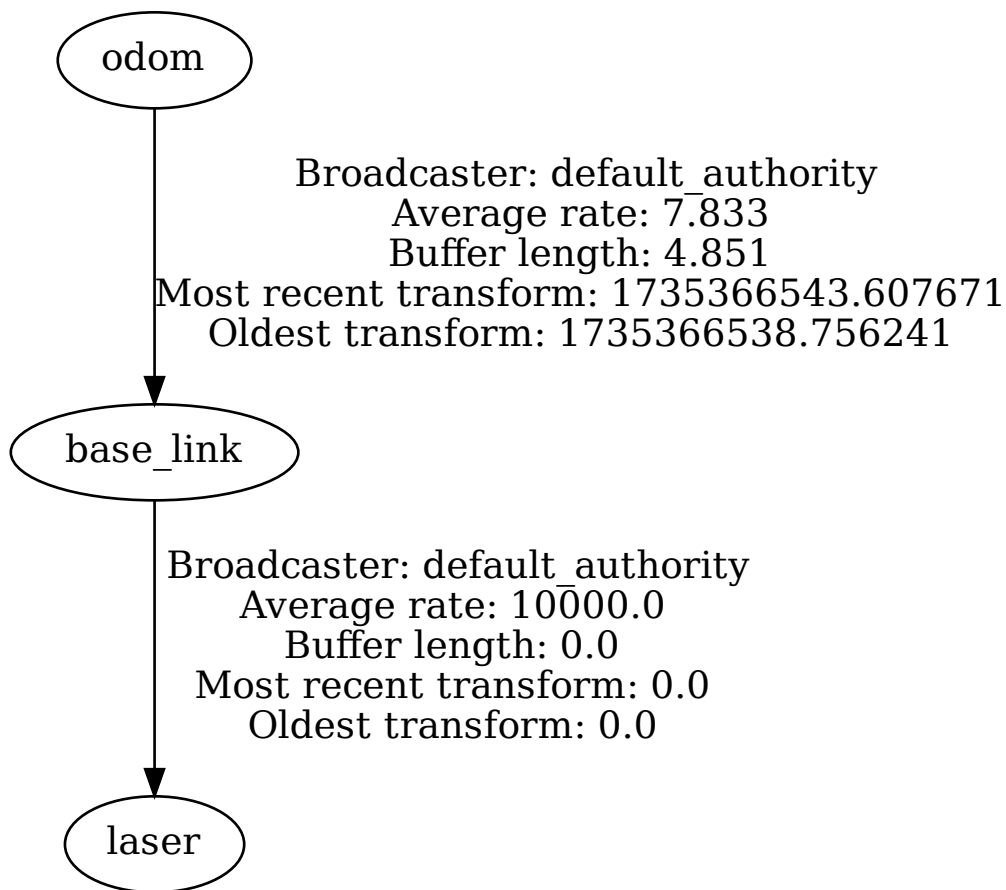 odom
Broadcaster: default_authority
Average rate: 7.833
Buffer length: 4.851
Most recent transform: 1735366543.607671
Oldest transform: 1735366538.756241
base_link
Broadcaster: default_authority
Average rate: 10000.0
Buffer length: 0.0
Most recent transform: 0.0
Oldest transform: 0.0
laser